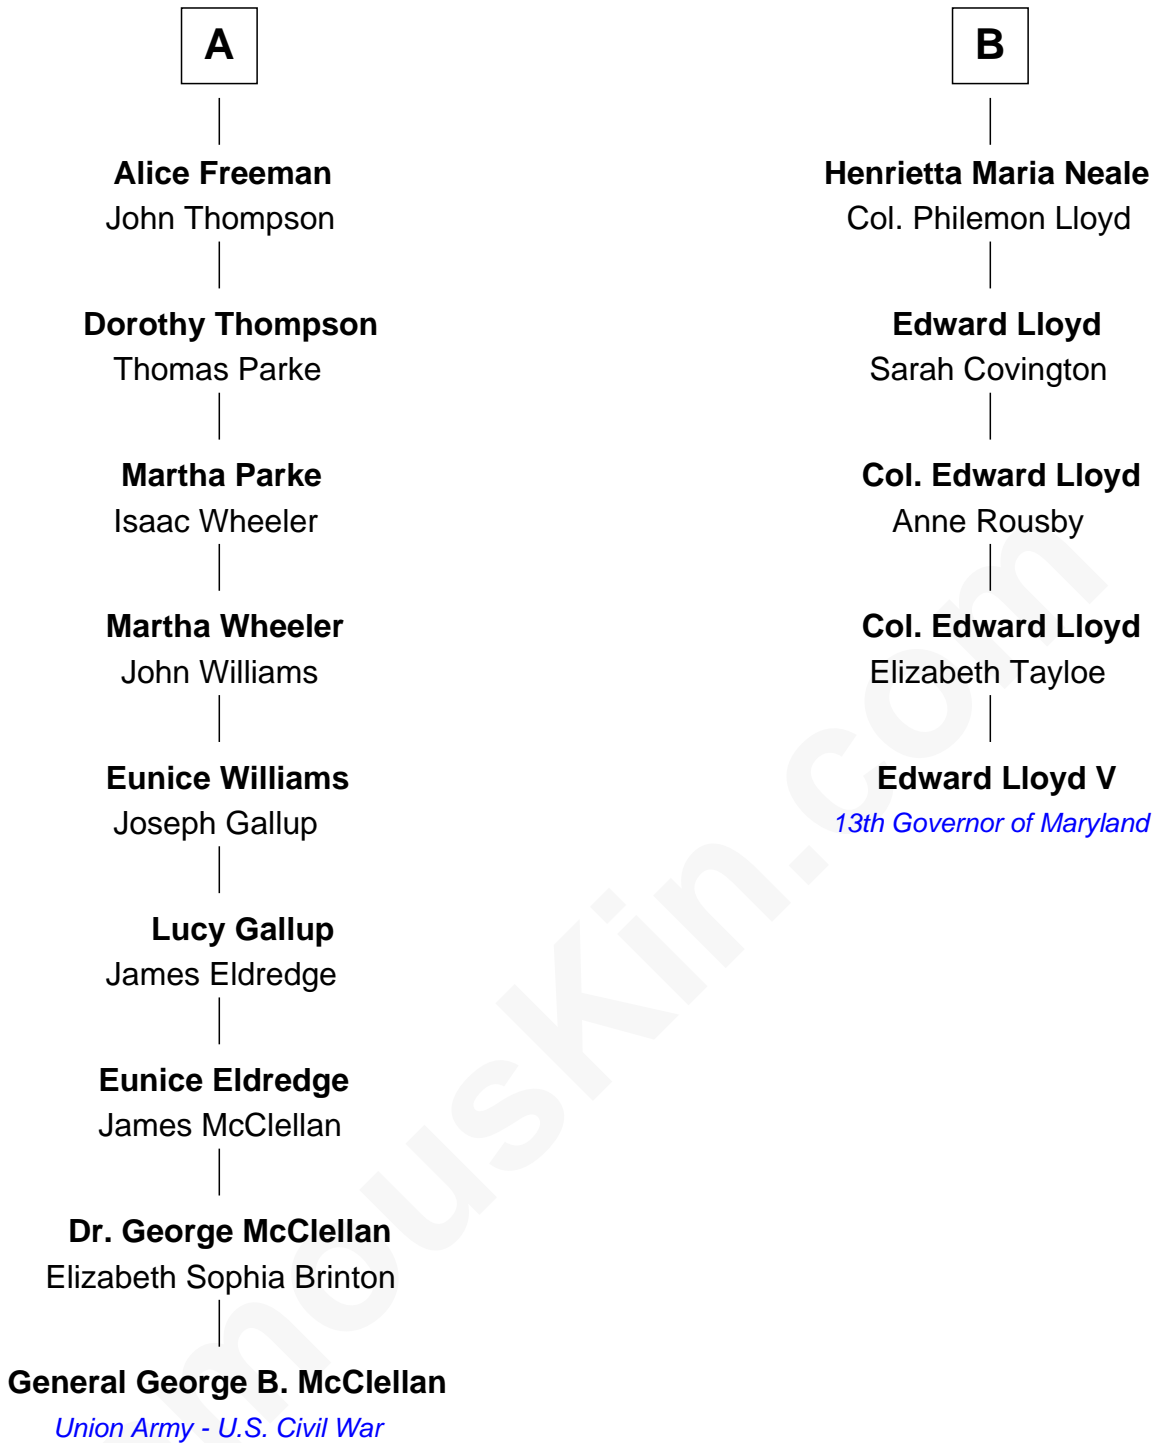 A
Alice Freeman
John Thompson
Dorothy Thompson
Thomas Parke
Martha Parke
Isaac Wheeler
Martha Wheeler
John Williams
Eunice Williams
Joseph Gallup
Lucy Gallup
James Eldredge
Eunice Eldredge
James McClellan
Dr. George McClellan
Elizabeth Sophia Brinton
General George B. McClellan
Union Army - U.S. Civil War
B
Henrietta Maria Neale
Col. Philemon Lloyd
Edward Lloyd
Sarah Covington
Col. Edward Lloyd
Anne Rousby
Col. Edward Lloyd
Elizabeth Tayloe
Edward Lloyd V
13th Governor of Maryland
mousKin.com